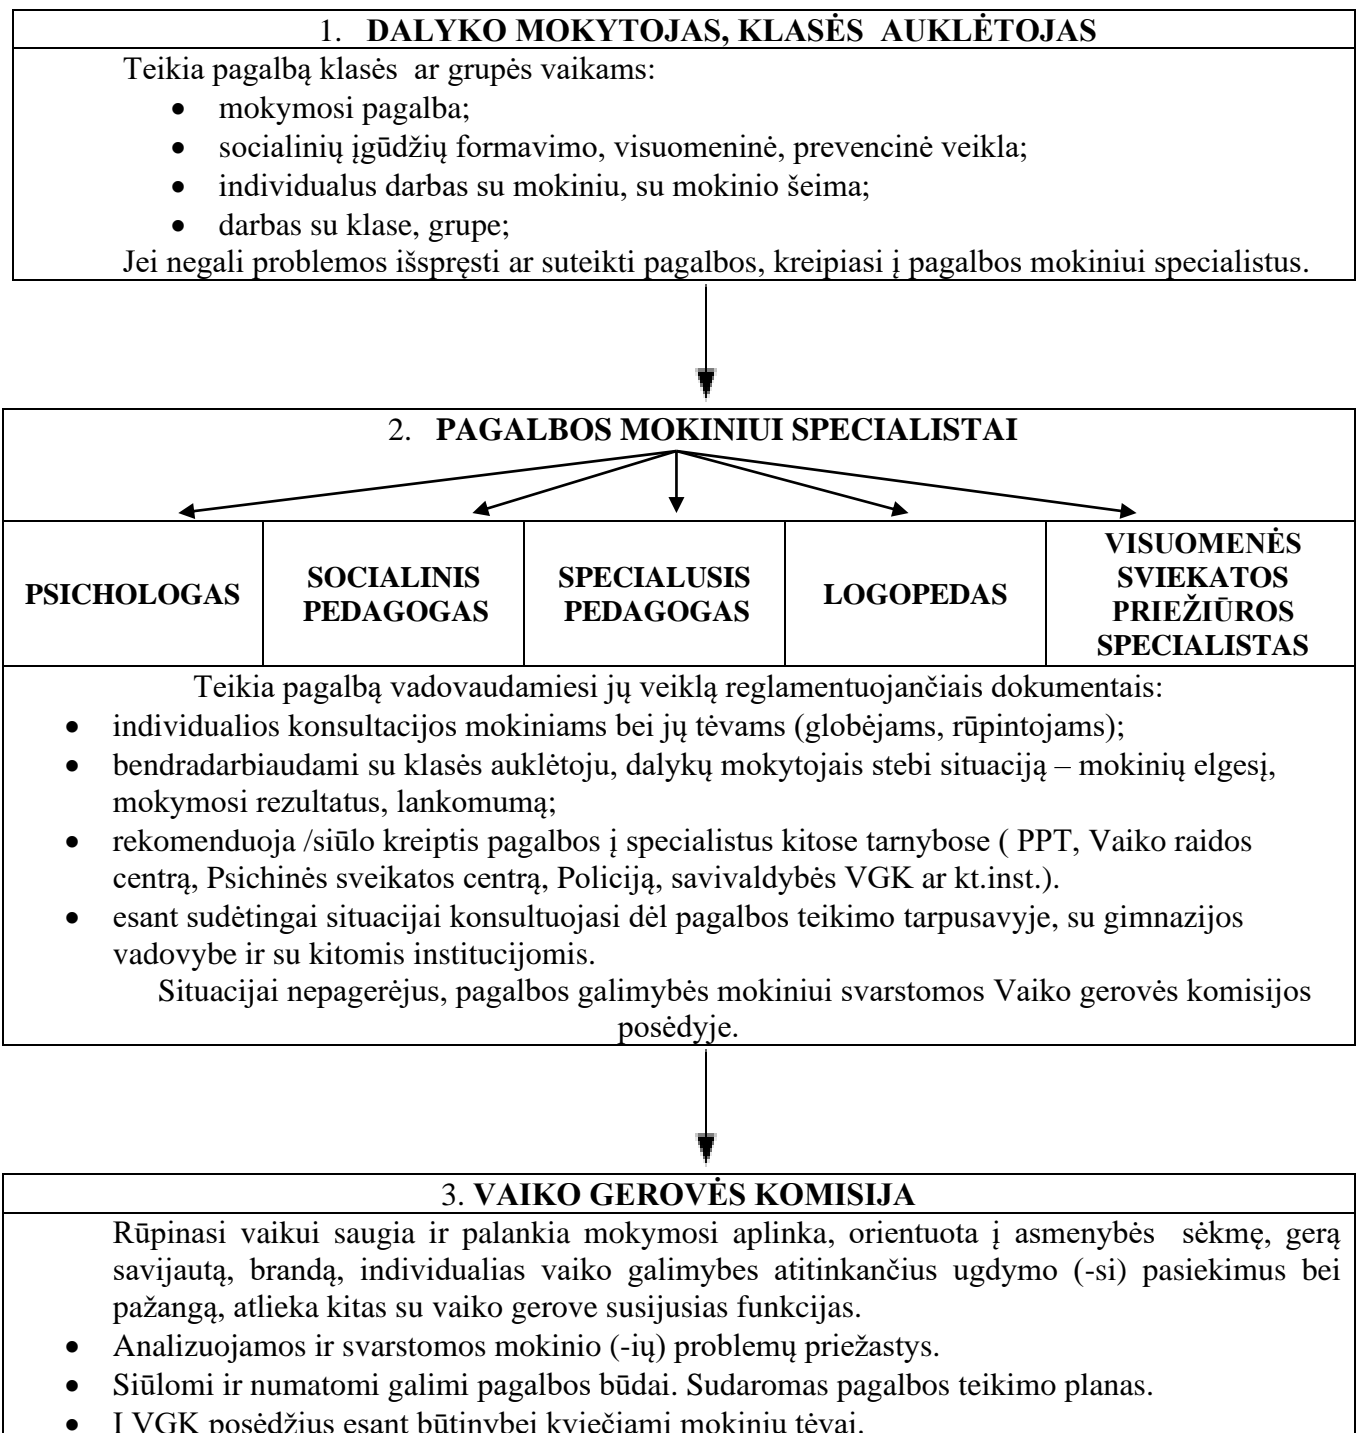 1. DALYKO MOKYTOJAS, KLASĖS AUKLĖTOJAS
Teikia pagalbą klasės ar grupės vaikams:
• mokymosi pagalba;
• socialinių įgūdžių formavimo, visuomeninė, prevencinė veikla;
• individualus darbas su mokiniu, su mokinio šeima;
• darbas su klase, grupe;
Jei negali problemos išspręsti ar suteikti pagalbos, kreipiasi į pagalbos mokiniui specialistus.
2. PAGALBOS MOKINIUI SPECIALISTAI
PSICHOLOGAS
SOCIALINIS
PEDAGOGAS
SPECIALUSIS
PEDAGOGAS
LOGOPEDAS
VISUOMENĖS
SVIEKATOS
PRIEŽIŪROS
SPECIALISTAS
Teikia pagalbą vadovaudamiesi jų veiklą reglamentuojančiais dokumentais:
• individualios konsultacijos mokiniams bei jų tėvams (globėjams, rūpintojams);
• bendradarbiaudami su klasės auklėtoju, dalykų mokytojais stebi situaciją – mokinių elgesį,
mokymosi rezultatus, lankomumą;
• rekomenduoja /siūlo kreiptis pagalbos į specialistus kitose tarnybose ( PPT, Vaiko raidos
centrą, Psichinės sveikatos centrą, Policiją, savivaldybės VGK ar kt.inst.).
• esant sudėtingai situacijai konsultuojasi dėl pagalbos teikimo tarpusavyje, su gimnazijos
vadovybe ir su kitomis institucijomis.
Situacijai nepagerėjus, pagalbos galimybės mokiniui svarstomos Vaiko gerovės komisijos
posėdyje.
3. VAIKO GEROVĖS KOMISIJA
Rūpinasi vaikui saugia ir palankia mokymosi aplinka, orientuota į asmenybės sėkmę, gerą
savijautą, brandą, individualias vaiko galimybes atitinkančius ugdymo (-si) pasiekimus bei
pažangą, atlieka kitas su vaiko gerove susijusias funkcijas.
• Analizuojamos ir svarstomos mokinio (-ių) problemų priežastys.
• Siūlomi ir numatomi galimi pagalbos būdai. Sudaromas pagalbos teikimo planas.
• Į VGK posėdžius esant būtinybei kviečiami mokinių tėvai.